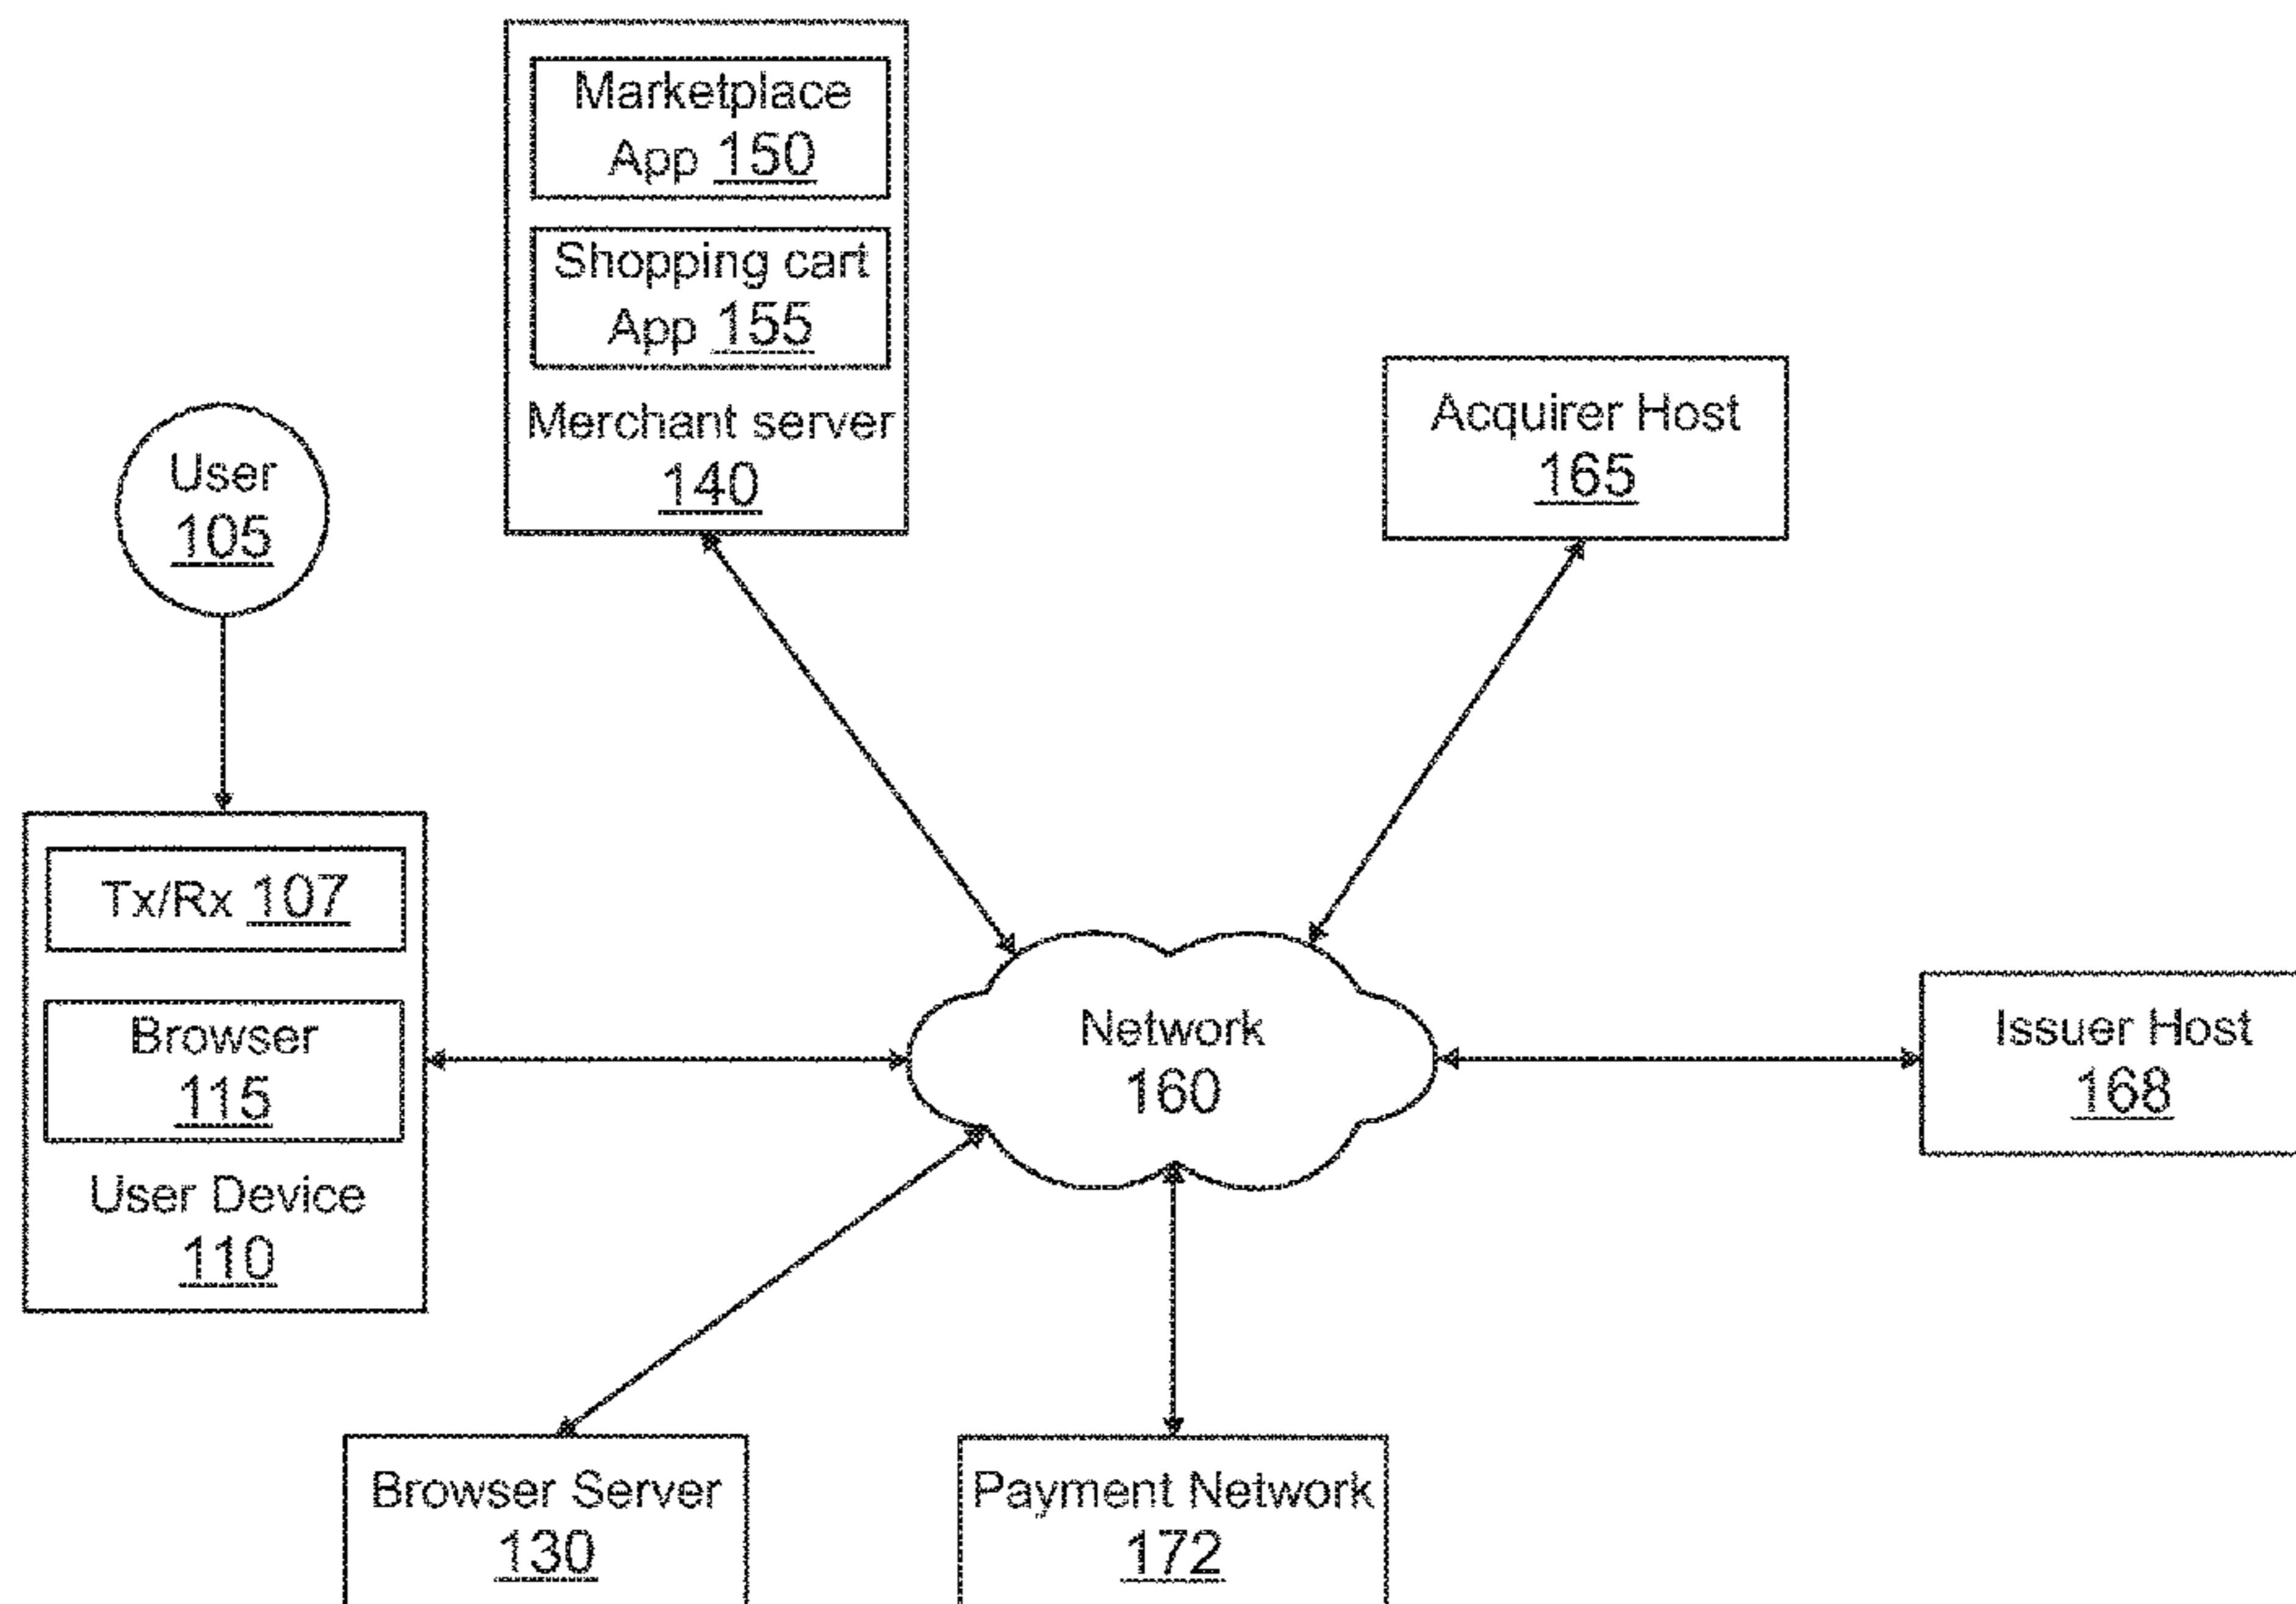 Marketplace
App 150
Shopping cart
App 155
Merchant server
140
Acquirer Host
165
User
105
Tx/Rx 107
Browser
115
User Device
110
Network
160
Issuer Host
168
Browser Server
130
Payment Network
172